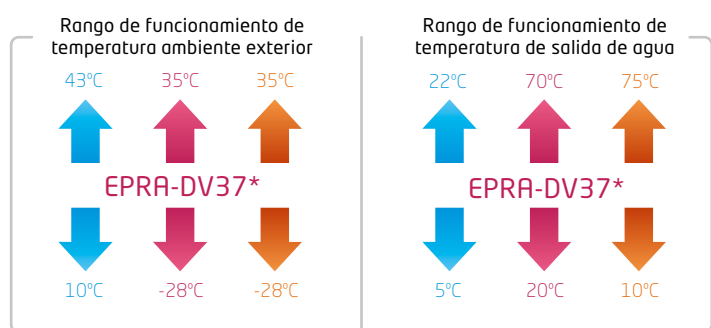 Rango de funcionamiento de
temperatura ambiente exterior
43ºC 35ºC 35ºC
EPRA-DV37*
10ºC -28ºC -28ºC
Rango de funcionamiento de
temperatura de salida de agua
22ºC 70ºC 75ºC
EPRA-DV37*
5ºC 20ºC 10ºC